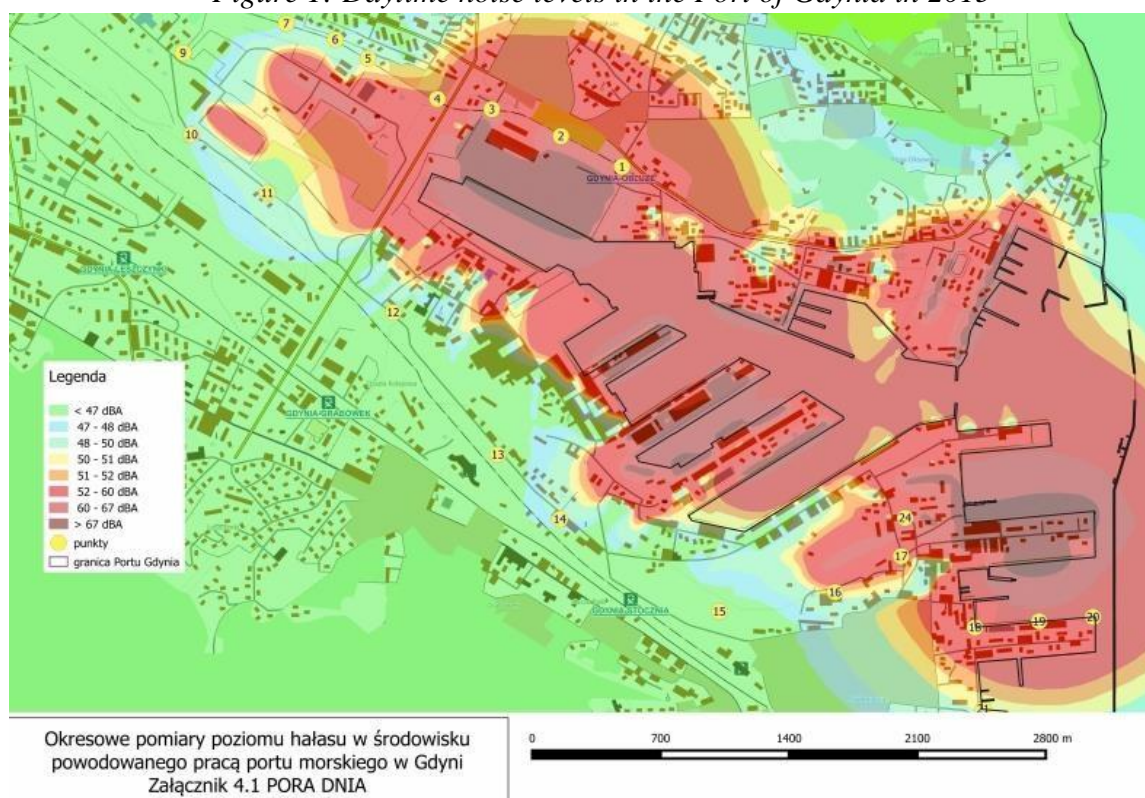 Figure 1: Daytime noise levels in the Port of Gdynia in 2015
7
6
9
5
4
3
10
2
1
GDYNIA-OBŁUŻE
11
GDYNIA-LESZCZYNKI
12
Legenda
< 47 dBA
47 - 48 dBA
48 - 50 dBA
50 - 51 dBA
51 - 52 dBA
52 - 60 dBA
60 - 67 dBA
> 67 dBA
punkty
granica Portu Gdynia
GDYNIA-GRABÓWEK
13
14
24
17
16
GDYNIA-STOCZNIA
15
18
19
20
21
Okresowe pomiary poziomu hałasu w środowisku
powodowanego pracą portu morskiego w Gdyni
Załącznik 4.1 PORA DNIA
0 700 1400 2100 2800 m